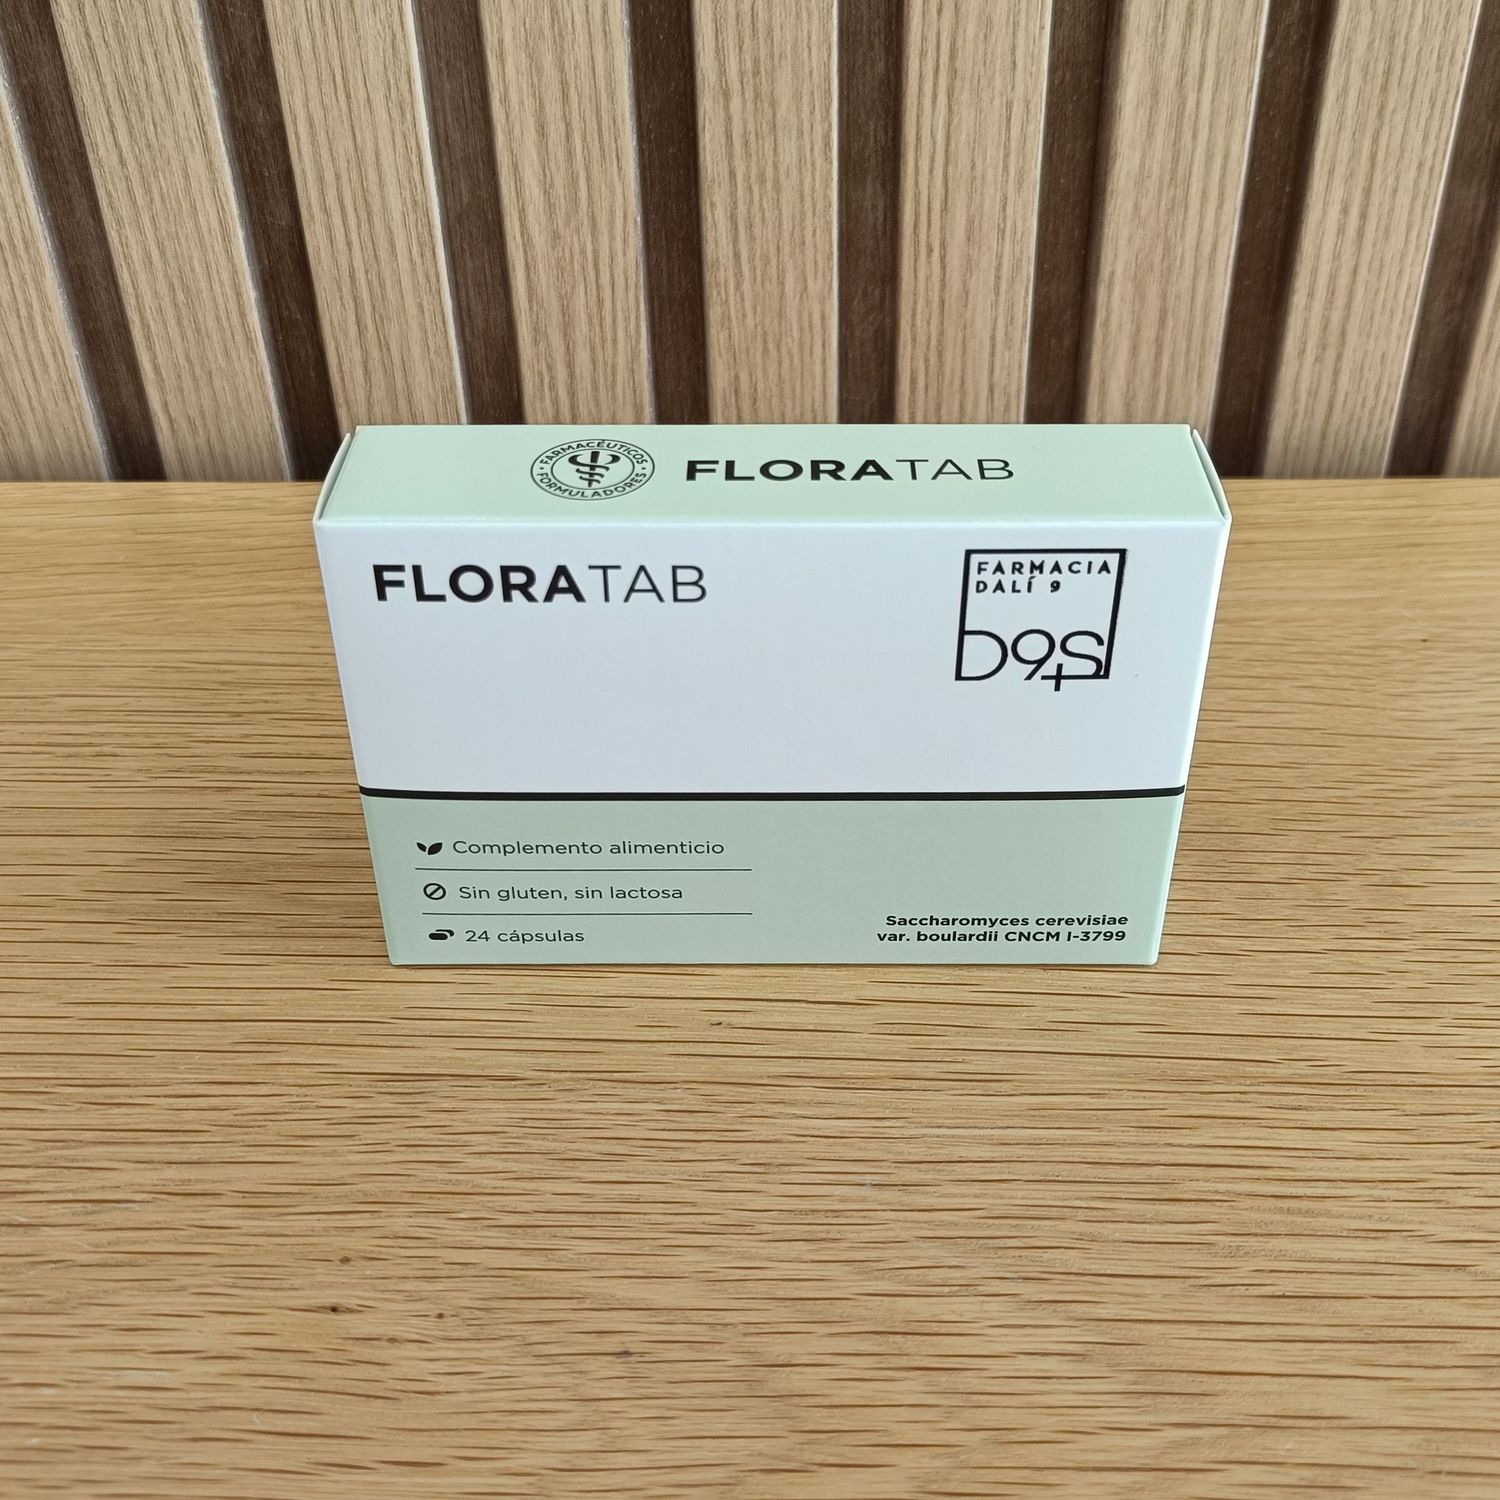 FARMACÉUTICOS
FORMULADORES
FLORATAB
FLORATAB
FARMACIA
DALÍ 9
D9S
Complemento alimenticio
Sin gluten, sin lactosa
24 cápsulas
Saccharomyces cerevisiae
var. boulardii CNCM I-3799